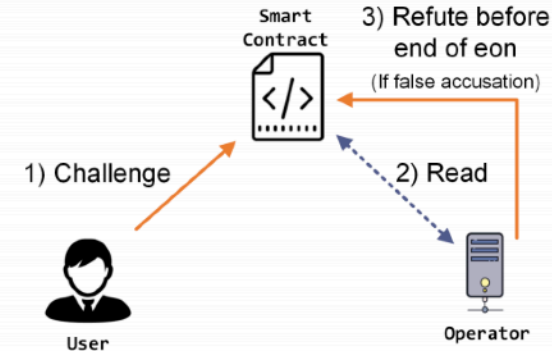 Smart
Contract
3) Refute before
end of eon
(If false accusation)
</>
1) Challenge
2) Read
User
Operator